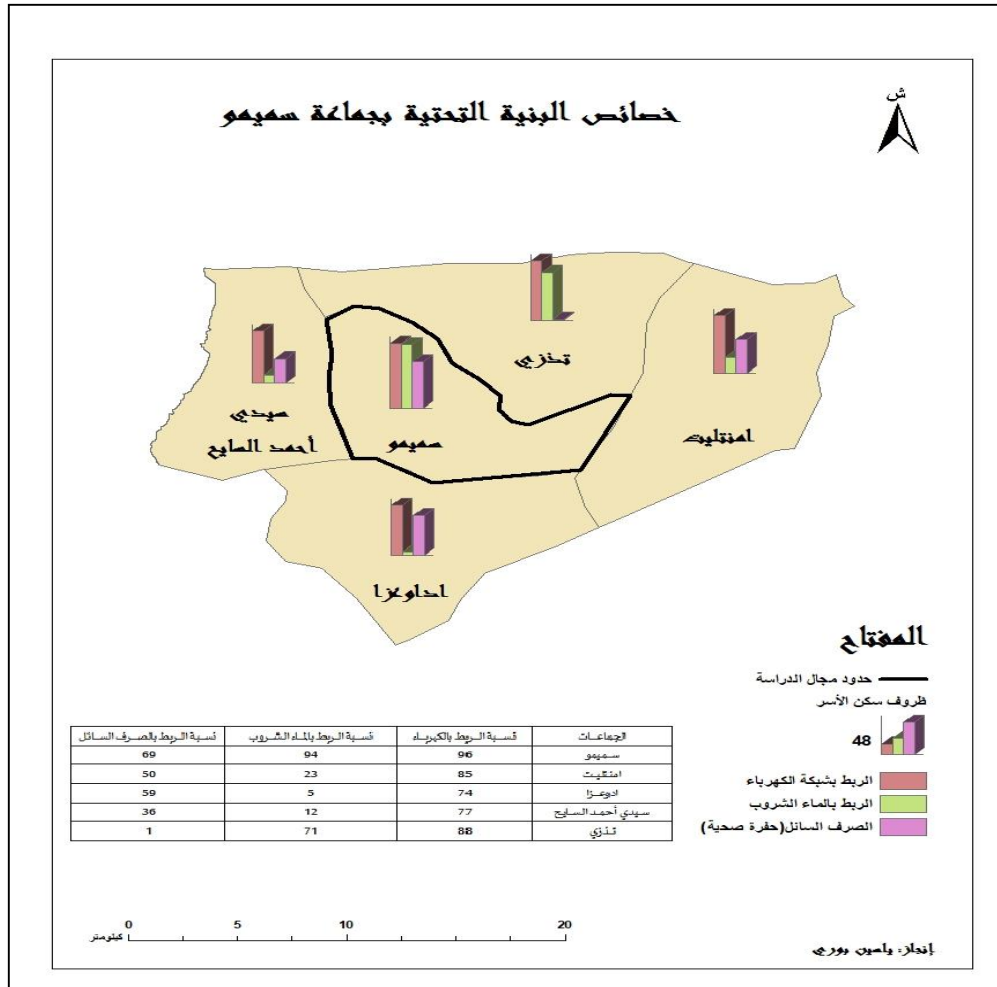 خصائص البنية التحتية بجماعة سميمو
ش
تذزي
سيدي
أحمد السايح
سميمو
امنتليت
اداوعزا
المفتاح
حدود مجال الدراسة
ظروف سكن الأسر
48
الربط بشبكة الكهرباء
الربط بالماء الشروب
الصرف السائل(حفرة صحية)
الجماعات نسبة الربط بالكهرباء نسبة الربط بالماء الشروب نسبة الربط بالصرف السائل
سميمو 96 94 69
امنتليت 85 23 50
ادوعزا 74 5 59
سيدي أحمد السايح 77 12 36
تذزي 88 71 1
0 5 10 20
كيلومتر
إنجاز: ياسين بوري